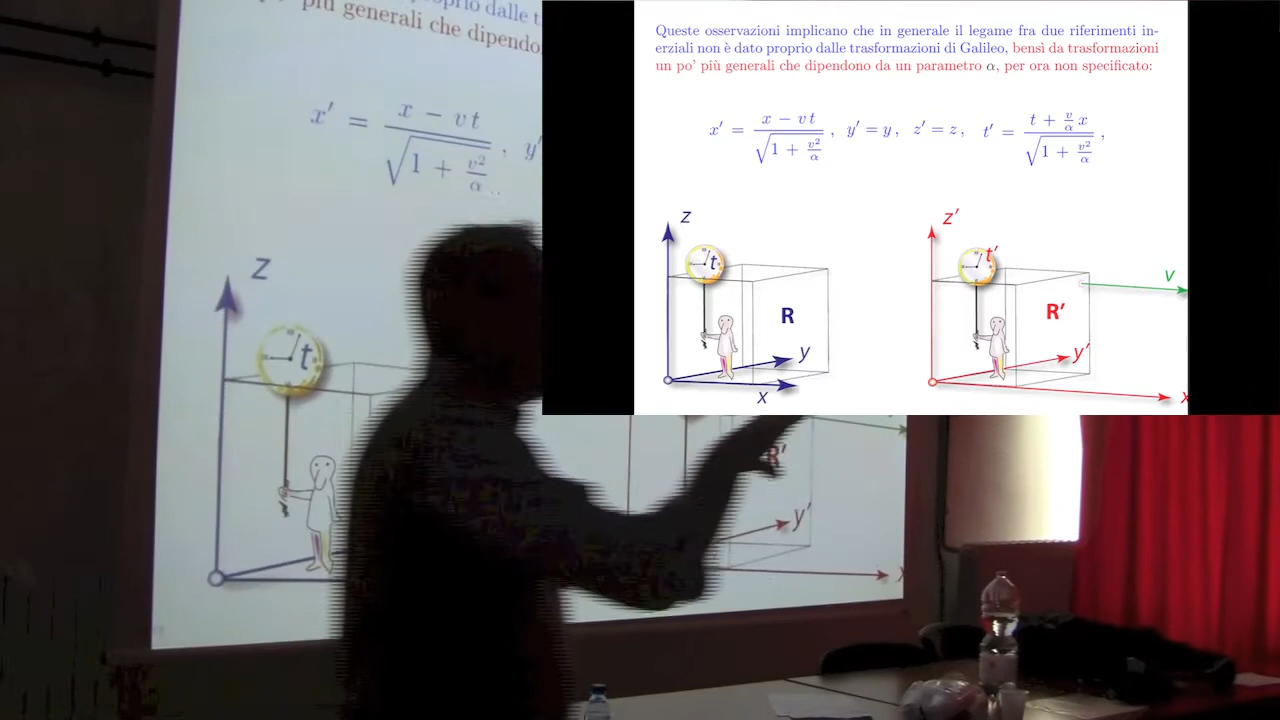 proprio dalle t
più generali che dipendo
x′ = x − v t / √(1 + v²/α) , y′
z
t
R′
y′
Queste osservazioni implicano che in generale il legame fra due riferimenti in-
erziali non è dato proprio dalle trasformazioni di Galileo, bensì da trasformazioni
un po’ più generali che dipendono da un parametro α, per ora non specificato:
x′ = x − v t / √(1 + v²/α) , y′ = y , z′ = z , t′ = t + v/α x / √(1 + v²/α) ,
z
t
R
y
x
z′
t′
v
R′
y′